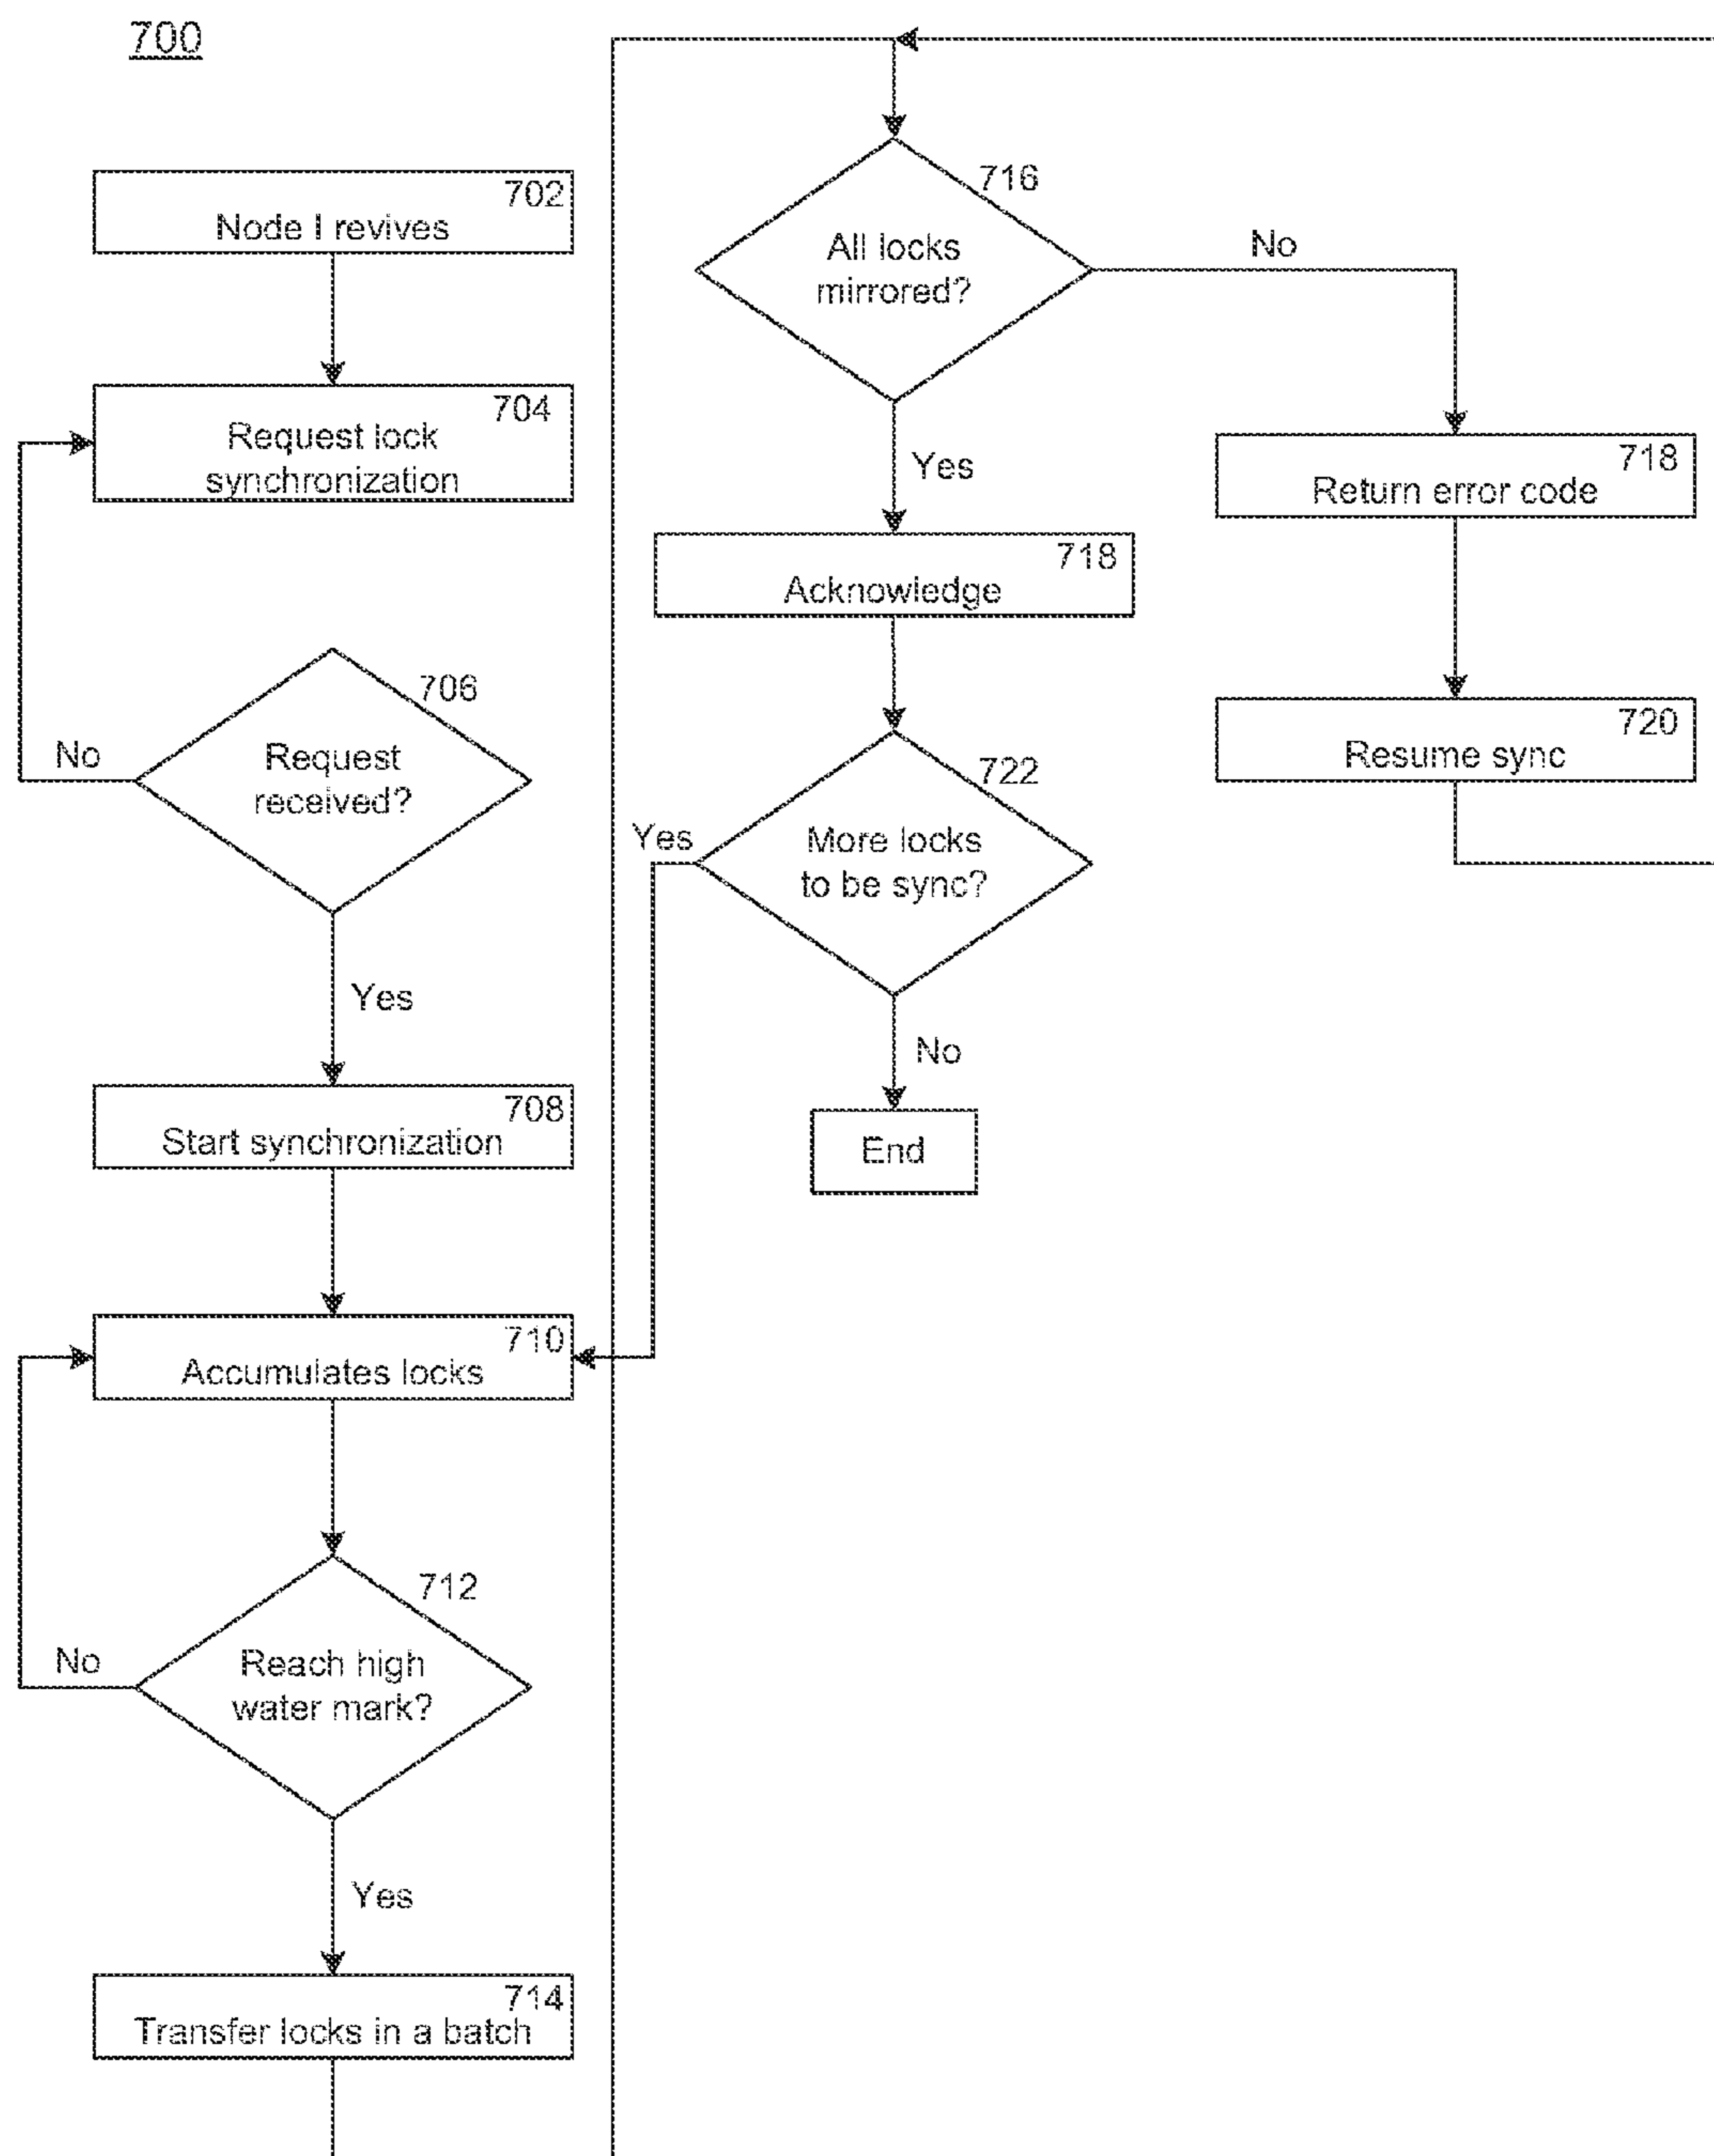 700
702
Node I revives
704
Request lock
synchronization
706
Request
received?
No
Yes
708
Start synchronization
710
Accumulates locks
712
Reach high
water mark?
No
Yes
714
Transfer locks in a batch
716
All locks
mirrored?
No
Yes
718
Return error code
718
Acknowledge
720
Resume sync
722
More locks
to be sync?
Yes
No
End